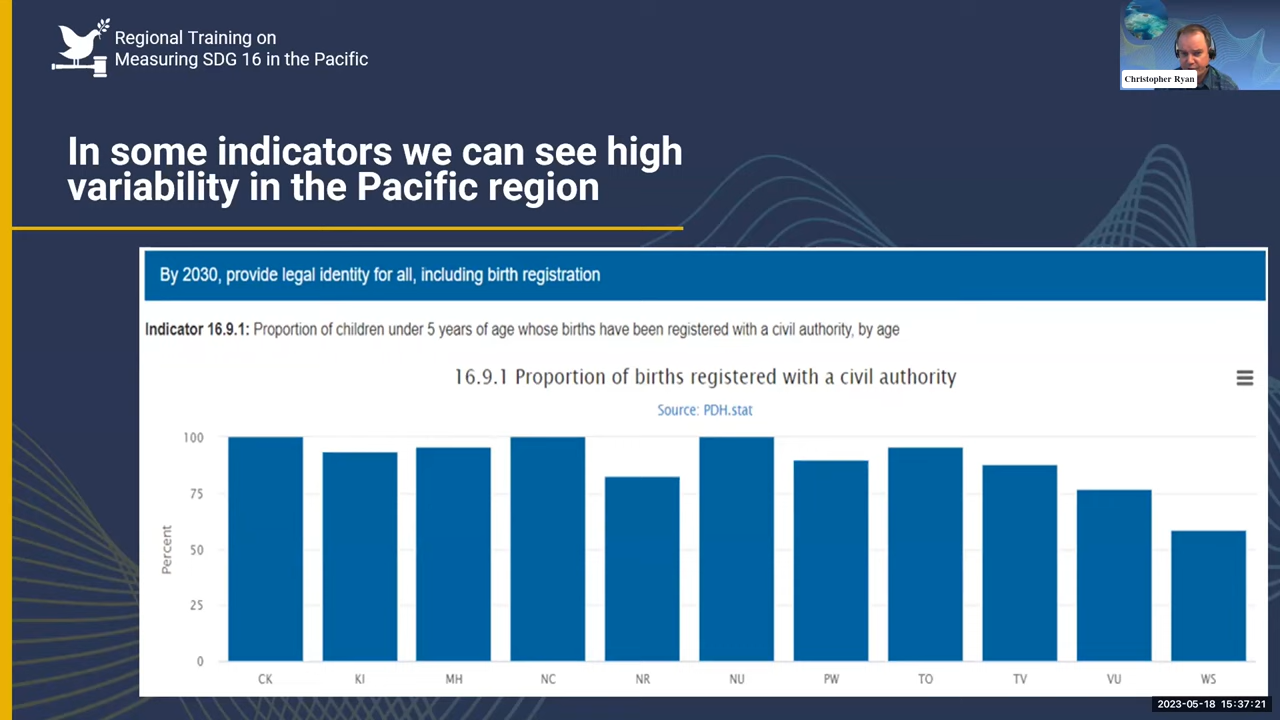 Regional Training on
Measuring SDG 16 in the Pacific
Christopher Ryan
In some indicators we can see high
variability in the Pacific region
By 2030, provide legal identity for all, including birth registration
Indicator 16.9.1: Proportion of children under 5 years of age whose births have been registered with a civil authority, by age
16.9.1 Proportion of births registered with a civil authority
Source: PDH.stat
100
75
50
25
0
Percent
CK KI MH NC NR NU PW TO TV VU WS
2023-05-18 15:37:21